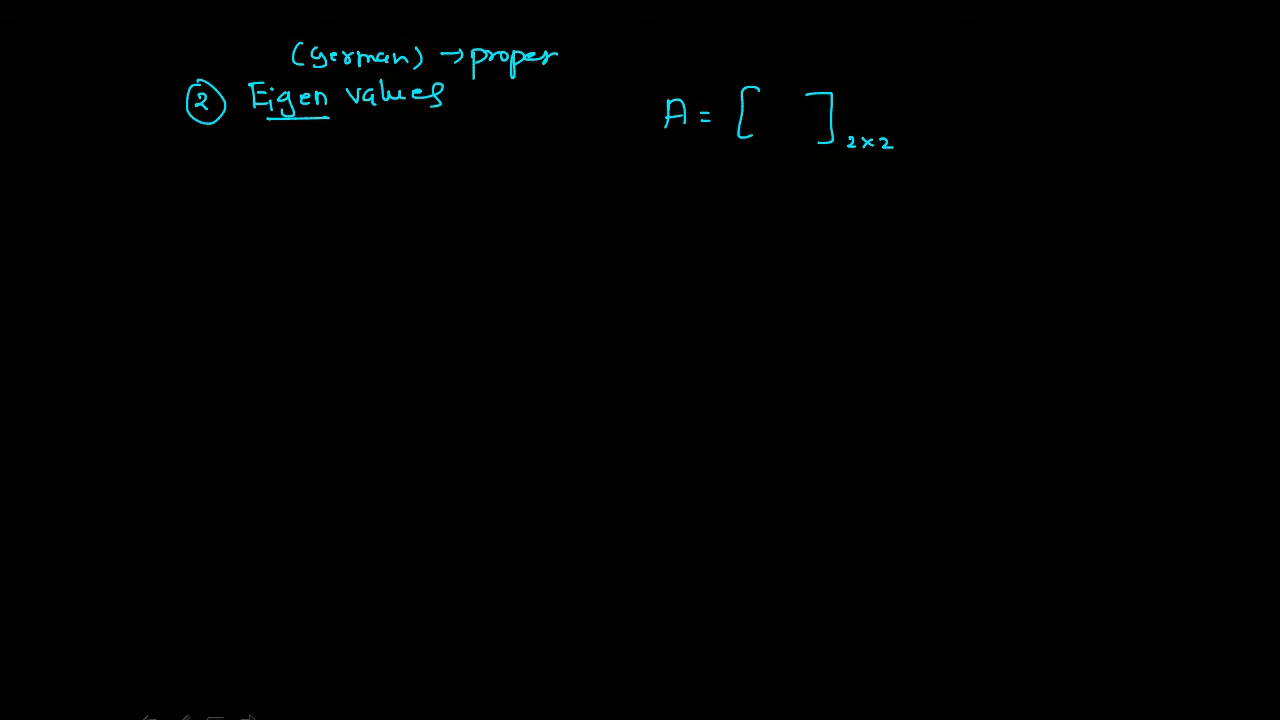 (German) → proper
② Eigen values
A = [ ]2×2